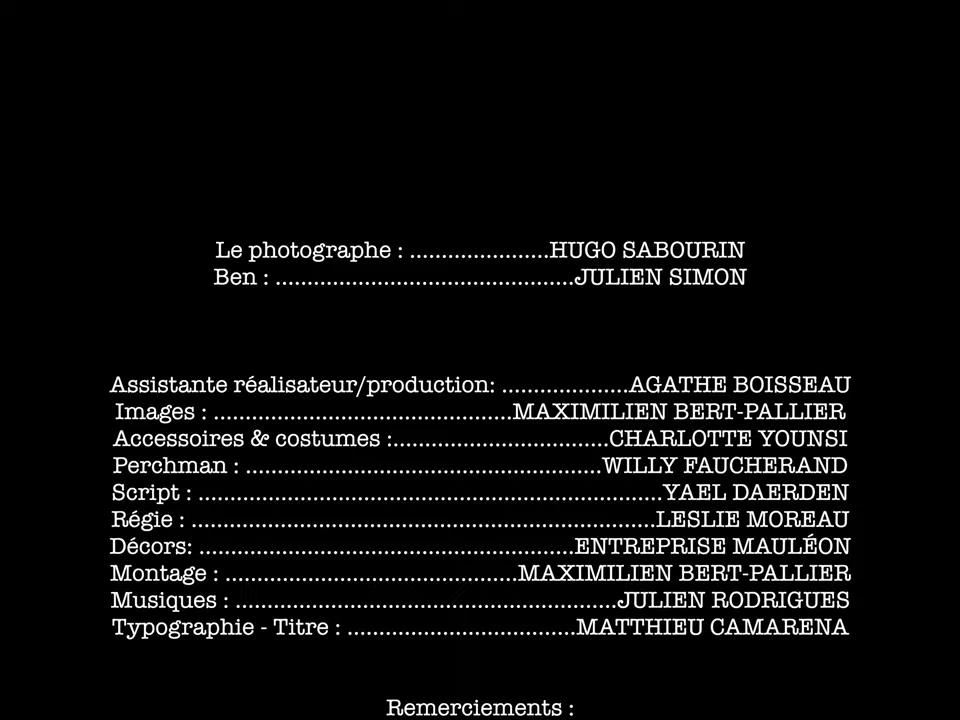 Le photographe : ......................HUGO SABOURIN
Ben : ...............................................JULIEN SIMON
Assistante réalisateur/production: ....................AGATHE BOISSEAU
Images : ...............................................MAXIMILIEN BERT-PALLIER
Accessoires & costumes :..................................CHARLOTTE YOUNSI
Perchman : ........................................................WILLY FAUCHERAND
Script : .........................................................................YAEL DAERDEN
Régie : .........................................................................LESLIE MOREAU
Décors: ...........................................................ENTREPRISE MAULÉON
Montage : ..............................................MAXIMILIEN BERT-PALLIER
Musiques : ............................................................JULIEN RODRIGUES
Typographie - Titre : ....................................MATTHIEU CAMARENA
Remerciements :